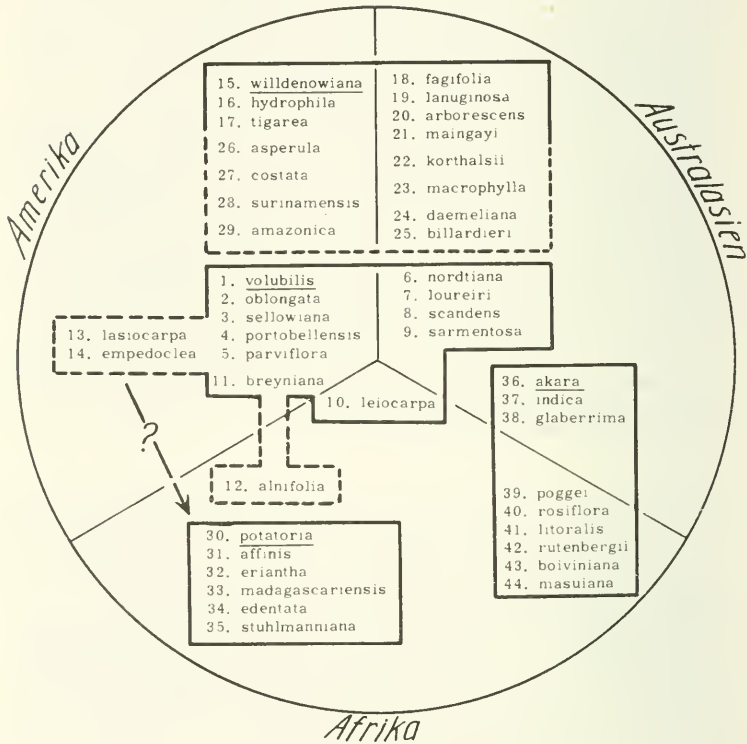 Amerika
Australasien
15. willdenowiana
16. hydrophila
17. tigarea
26. asperula
27. costata
28. surinamensis
29. amazonica
18. fagifolia
19. lanuginosa
20. arborescens
21. maingayi
22. korthalsii
23. macrophylla
24. daemeliana
25. billardieri
1. volubilis
2. oblongata
3. sellowiana
4. portobellensis
5. parviflora
11. breyniana
6. nordtiana
7. loureiri
8. scandens
9. sarmentosa
13. lasiocarpa
14. empedoclea
10. leiocarpa
36. akara
37. indica
38. glaberrima
39. poggei
40. rosiflora
41. litoralis
42. rutenbergii
43. boiviniana
44. masuiana
?
12. alnifolia
30. potatoria
31. affinis
32. eriantha
33. madagascariensis
34. edentata
35. stuhlmanniana
Afrika